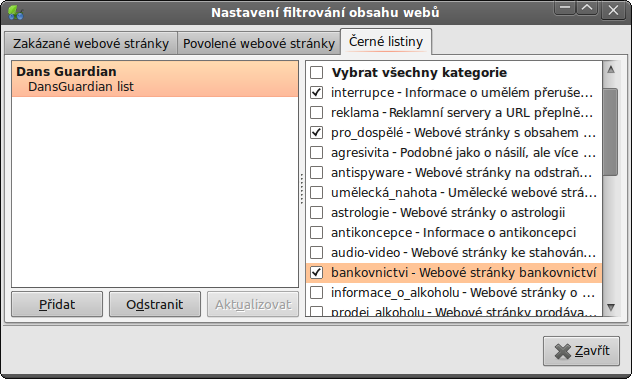 Nastavení filtrování obsahu webů
Zakázané webové stránky
Povolené webové stránky
Černé listiny
Dans Guardian
DansGuardian list
Vybrat všechny kategorie
interrupce - Informace o umělém přeruše...
reklama - Reklamní servery a URL přeplně...
pro_dospělé - Webové stránky s obsahem ...
agresivita - Podobné jako o násilí, ale více ...
antispyware - Webové stránky na odstraň...
umělecká_nahota - Umělecké webové strá...
astrologie - Webové stránky o astrologii
antikoncepce - Informace o antikoncepci
audio-video - Webové stránky ke stahován...
bankovnictvi - Webové stránky bankovnictví
informace_o_alkoholu - Webové stránky o ...
prodej_alkoholu - Webové stránky prodáva...
Přidat
Odstranit
Aktualizovat
Zavřít